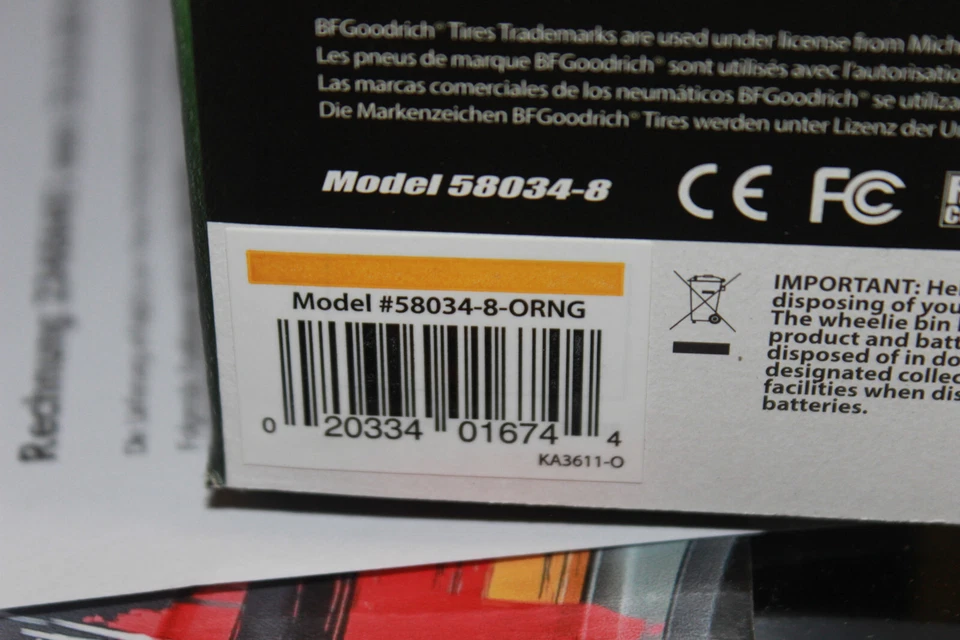 BFGoodrich® Tires Trademarks are used under license from
Les pneus de marque BFGoodrich® sont utilisés avec
Las marcas comerciales de los neumáticos BFGoodrich® se
Die Markenzeichen BFGoodrich® Tires werden unter Lizenz der
Model 58034-8
CE FC
Model #58034-8-ORNG
0 20334 01674 4
KA3611-O
IMPORTANT:
disposing of
The wheelie bin
product and
disposed of in
designated
facilities when
batteries.
Rechnung